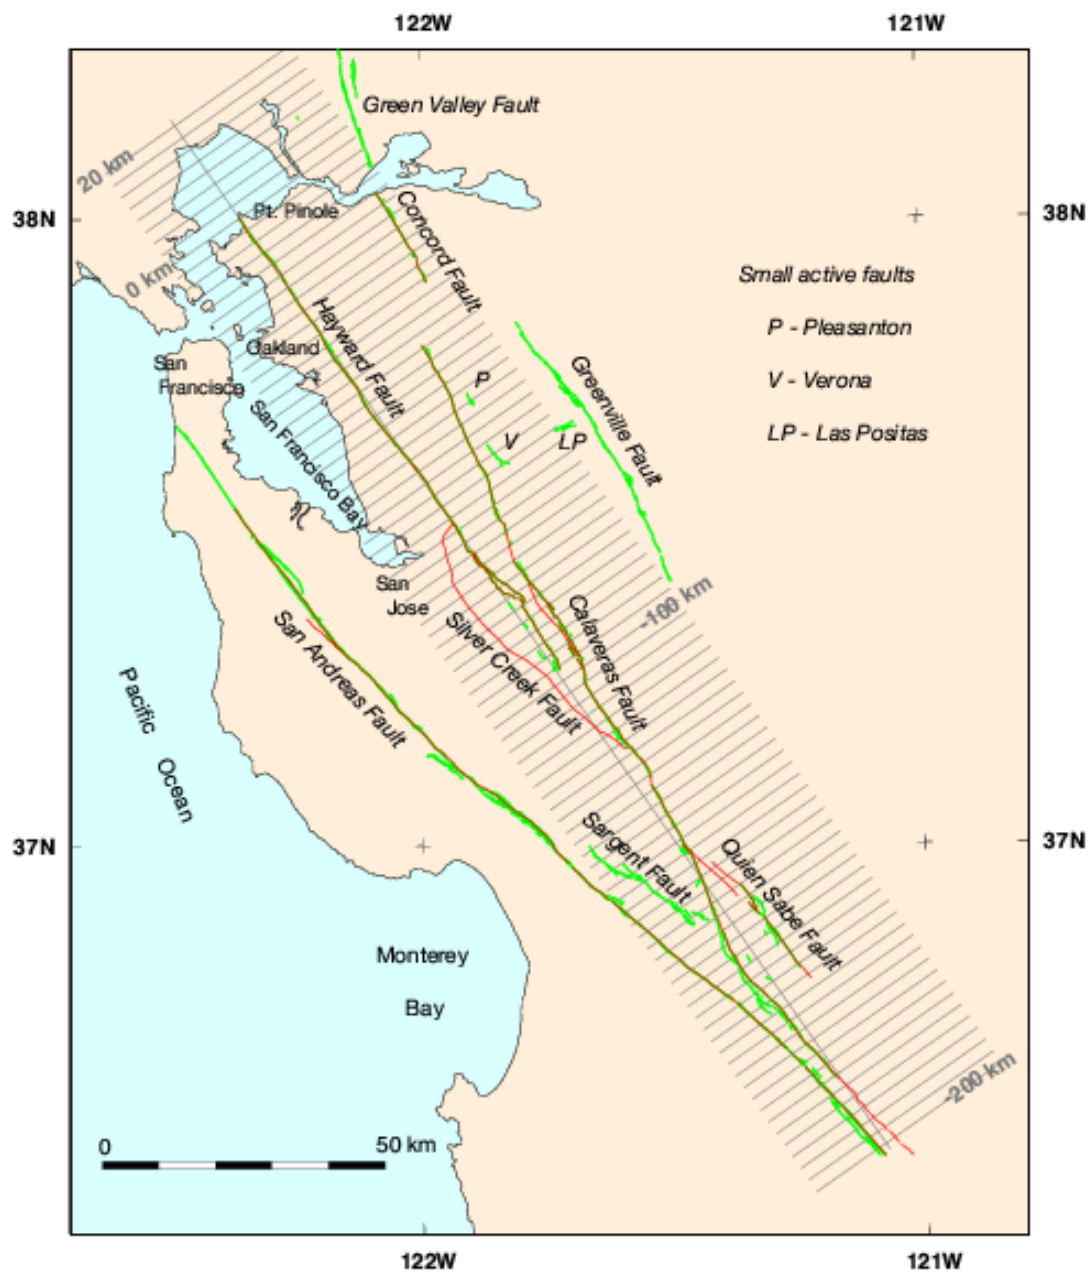 122W
121W
Green Valley Fault
20 km
38N
Pt. Pinole
Concord Fault
38N
0 km
Small active faults
Hayward Fault
P - Pleasanton
Oakland
San
Francisco
P
Greenville Fault
V - Verona
San Francisco Bay
V
LP
LP - Las Positas
San
Jose
-100 km
Calaveras Fault
Silver Creek Fault
San Andreas Fault
Pacific
Ocean
37N
37N
Sargent Fault
Quien Sabe Fault
Monterey
Bay
-200 km
0
50 km
122W
121W